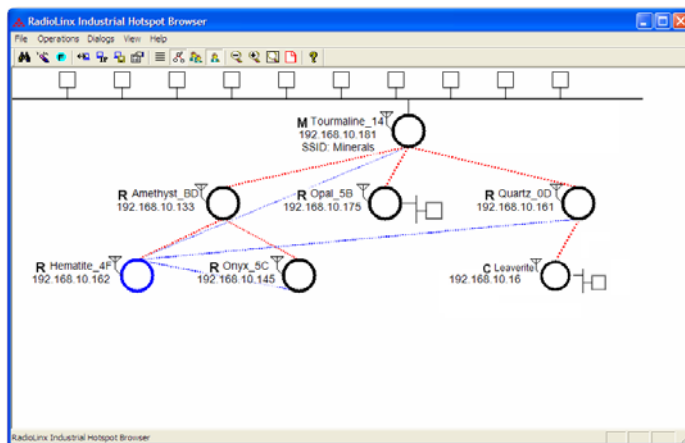 RadioLinx Industrial Hotspot Browser
File Operations Dialogs View Help
M Tourmaline_14
192.168.10.181
SSID: Minerals
R Amethyst_BD
192.168.10.133
R Opal_5B
192.168.10.175
R Quartz_0D
192.168.10.161
R Hematite_4F
192.168.10.162
R Onyx_5C
192.168.10.145
C Leaverite
192.168.10.16
RadioLinx Industrial Hotspot Browser